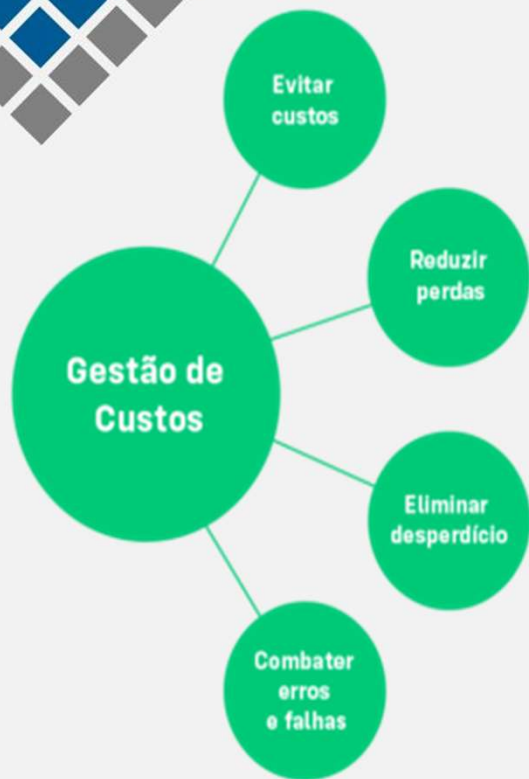 Evitar
custos
Reduzir
perdas
Gestão de
Custos
Eliminar
desperdício
Combater
erros
e falhas